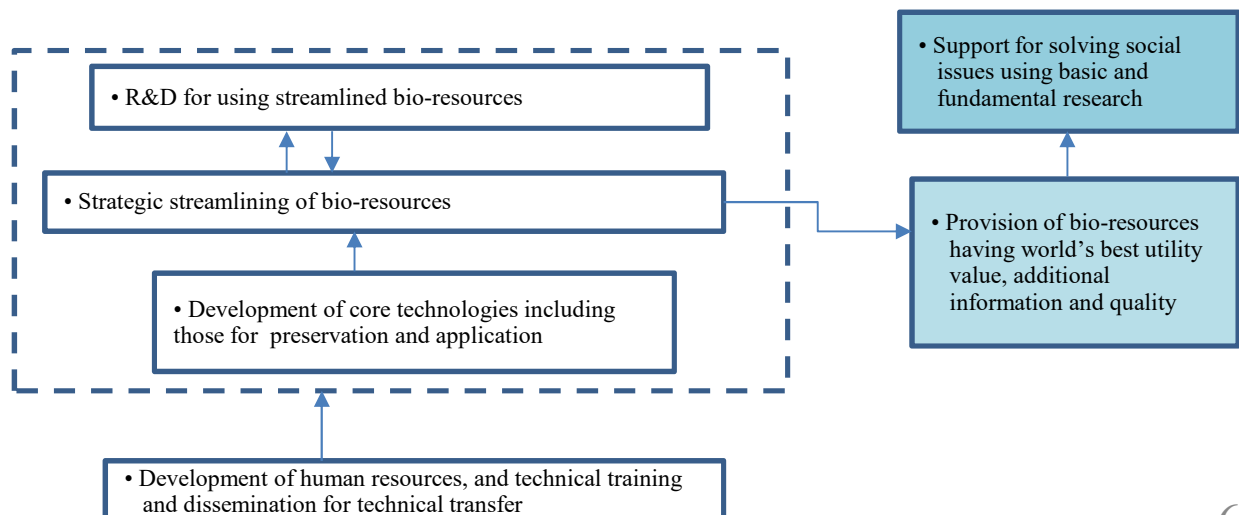 • R&D for using streamlined bio-resources
• Strategic streamlining of bio-resources
• Development of core technologies including
those for preservation and application
• Development of human resources, and technical training
and dissemination for technical transfer
• Support for solving social
issues using basic and
fundamental research
• Provision of bio-resources
having world’s best utility
value, additional
information and quality